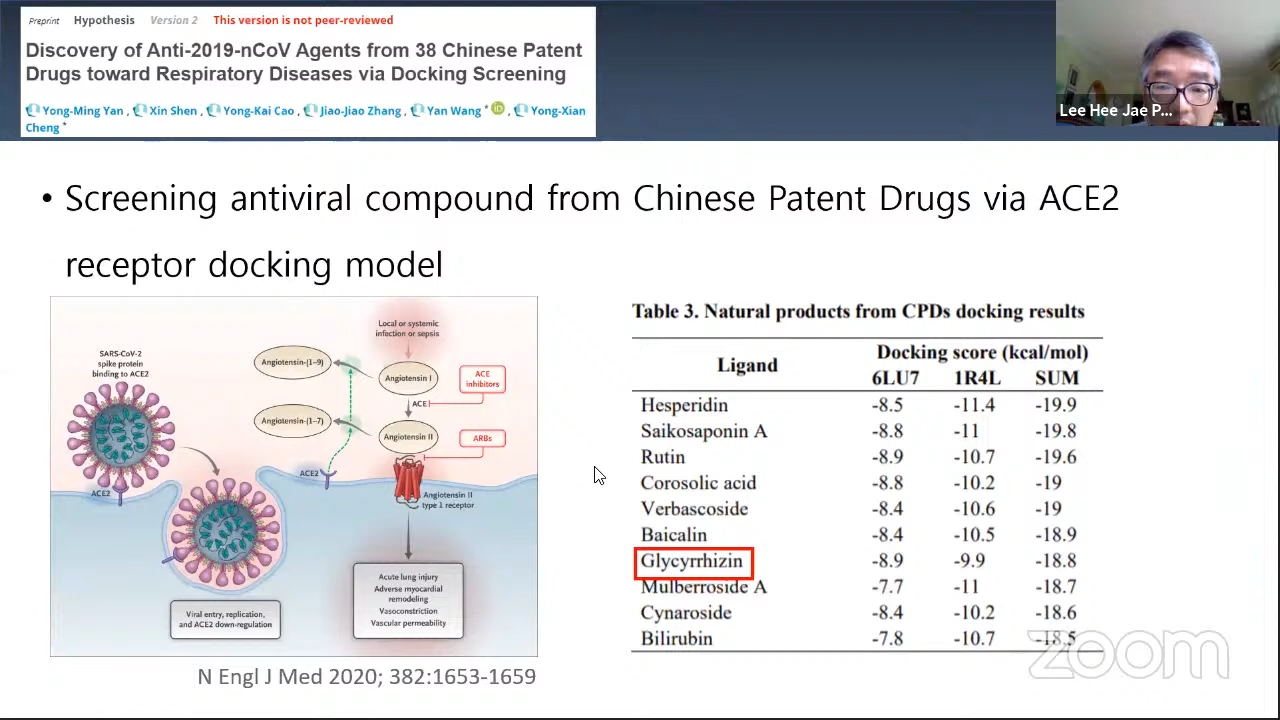 Preprint Hypothesis Version 2 This version is not peer-reviewed
Discovery of Anti-2019-nCoV Agents from 38 Chinese Patent
Drugs toward Respiratory Diseases via Docking Screening
Yong-Ming Yan , Xin Shen , Yong-Kai Cao , Jiao-Jiao Zhang , Yan Wang * iD , Yong-Xian
Cheng *
Lee Hee Jae P...
• Screening antiviral compound from Chinese Patent Drugs via ACE2
receptor docking model
SARS-CoV-2
spike protein
binding to ACE2
ACE2
Viral entry, replication,
and ACE2 down-regulation
Local or systemic
infection or sepsis
Angiotensin-(1–9)
Angiotensin I
ACE
inhibitors
ACE
Angiotensin-(1–7)
Angiotensin II
ARBs
ACE2
Angiotensin II
type 1 receptor
Acute lung injury
Adverse myocardial
remodeling
Vasoconstriction
Vascular permeability
N Engl J Med 2020; 382:1653-1659
Table 3. Natural products from CPDs docking results
Ligand Docking score (kcal/mol)
6LU7 1R4L SUM
Hesperidin -8.5 -11.4 -19.9
Saikosaponin A -8.8 -11 -19.8
Rutin -8.9 -10.7 -19.6
Corosolic acid -8.8 -10.2 -19
Verbascoside -8.4 -10.6 -19
Baicalin -8.4 -10.5 -18.9
Glycyrrhizin -8.9 -9.9 -18.8
Mulberroside A -7.7 -11 -18.7
Cynaroside -8.4 -10.2 -18.6
Bilirubin -7.8 -10.7 -18.5
zoom